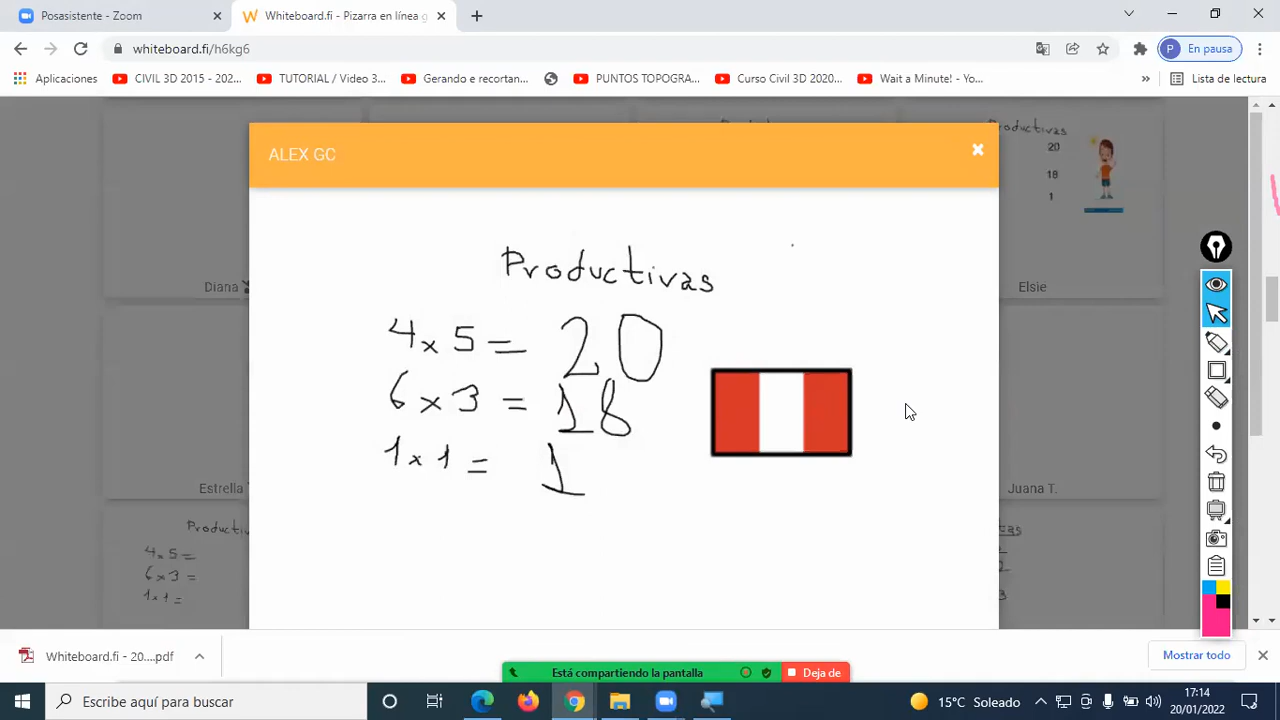 Posasistente - Zoom
Whiteboard.fi - Pizarra en línea g
whiteboard.fi/h6kg6
P
En pausa
Aplicaciones
CIVIL 3D 2015 - 202...
TUTORIAL / Video 3...
Gerando e recortan...
PUNTOS TOPOGRA...
Curso Civil 3D 2020...
Wait a Minute! - Yo...
»
Lista de lectura
ALEX GC
Productivas
20
18
1
Productivas
4 x 5 = 20
6 x 3 = 18
1 x 1 = 1
Diana
Elsie
Estrella
Juana T.
4 x 5 =
6 x 3 =
1 x 1 =
Whiteboard.fi - 20....pdf
Mostrar todo
Está compartiendo la pantalla
Deja de
Escribe aquí para buscar
15°C Soleado
17:14
20/01/2022